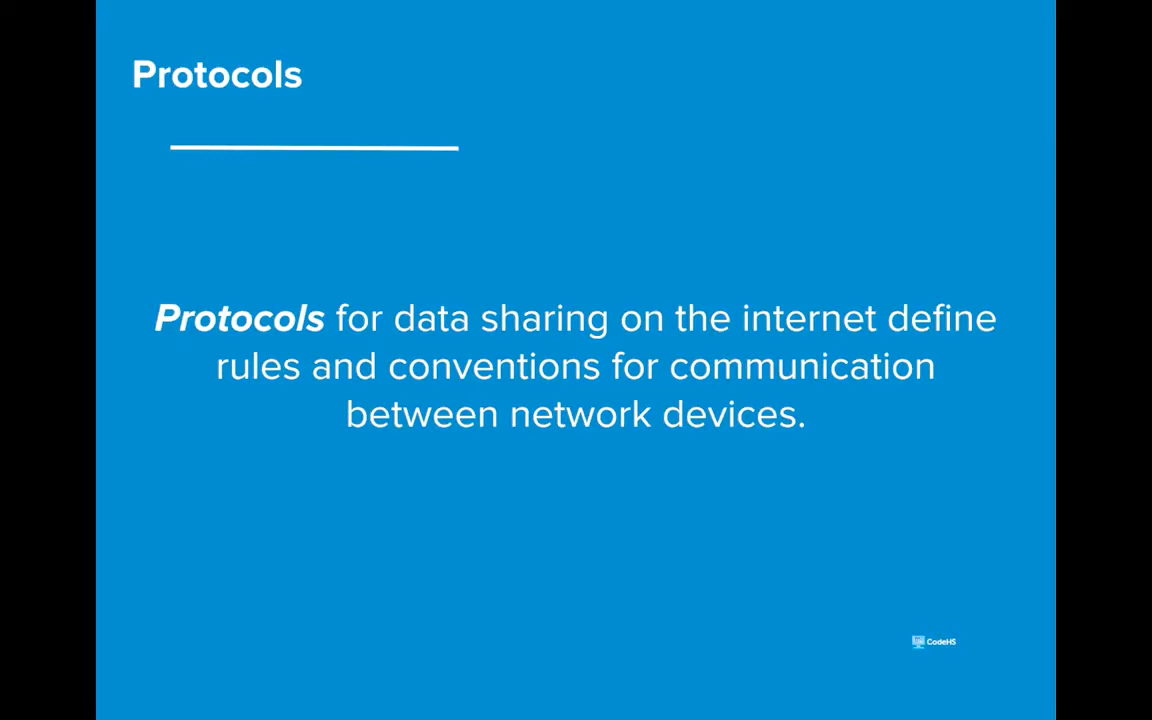 Protocols
Protocols for data sharing on the internet define
rules and conventions for communication
between network devices.
CodeHS